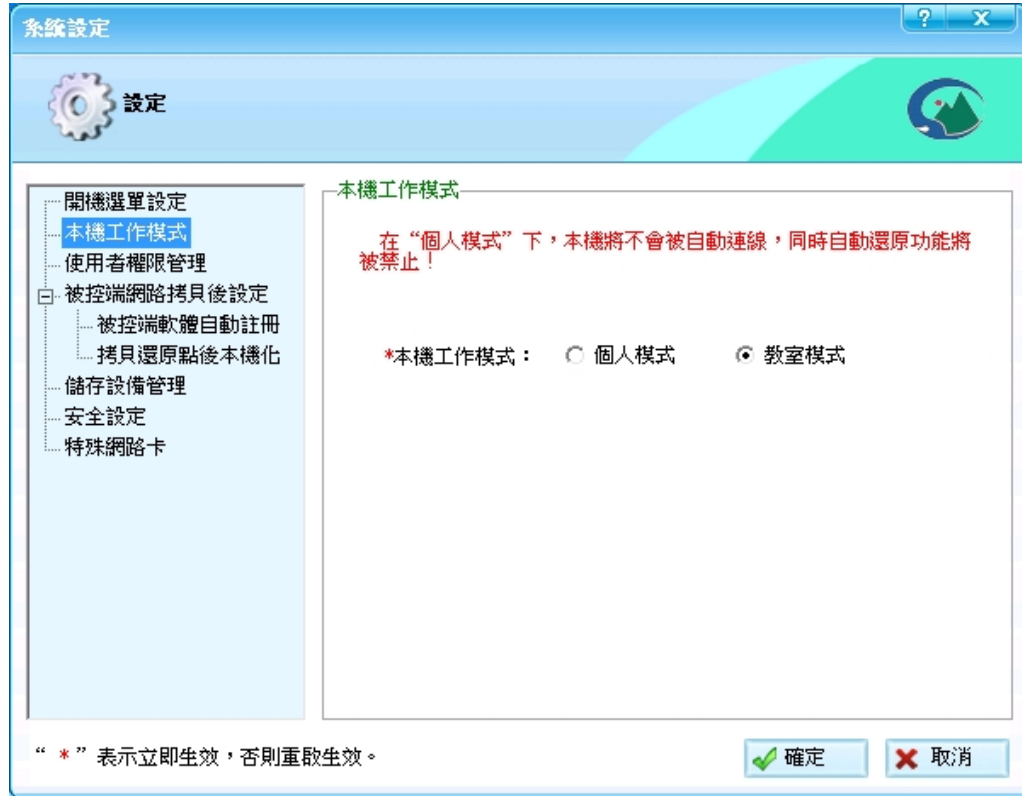 系統設定
? X
設定
開機選單設定
本機工作模式
使用者權限管理
被控端網路拷貝後設定
被控端軟體自動註冊
拷貝還原點後本機化
儲存設備管理
安全設定
特殊網路卡
本機工作模式
在“個人模式”下，本機將不會被自動連線，同時自動還原功能將
被禁止！
*本機工作模式： 個人模式 教室模式
“ * ”表示立即生效，否則重啟生效。
確定 取消